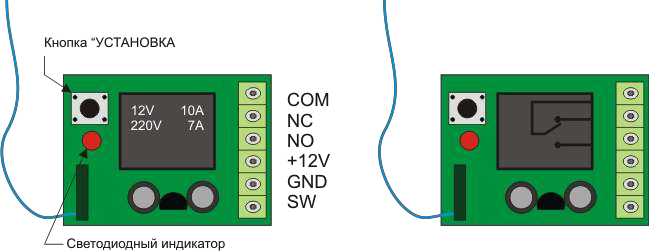 Кнопка “УСТАНОВКА
12V 10A
220V 7A
COM
NC
NO
+12V
GND
SW
Светодиодный индикатор